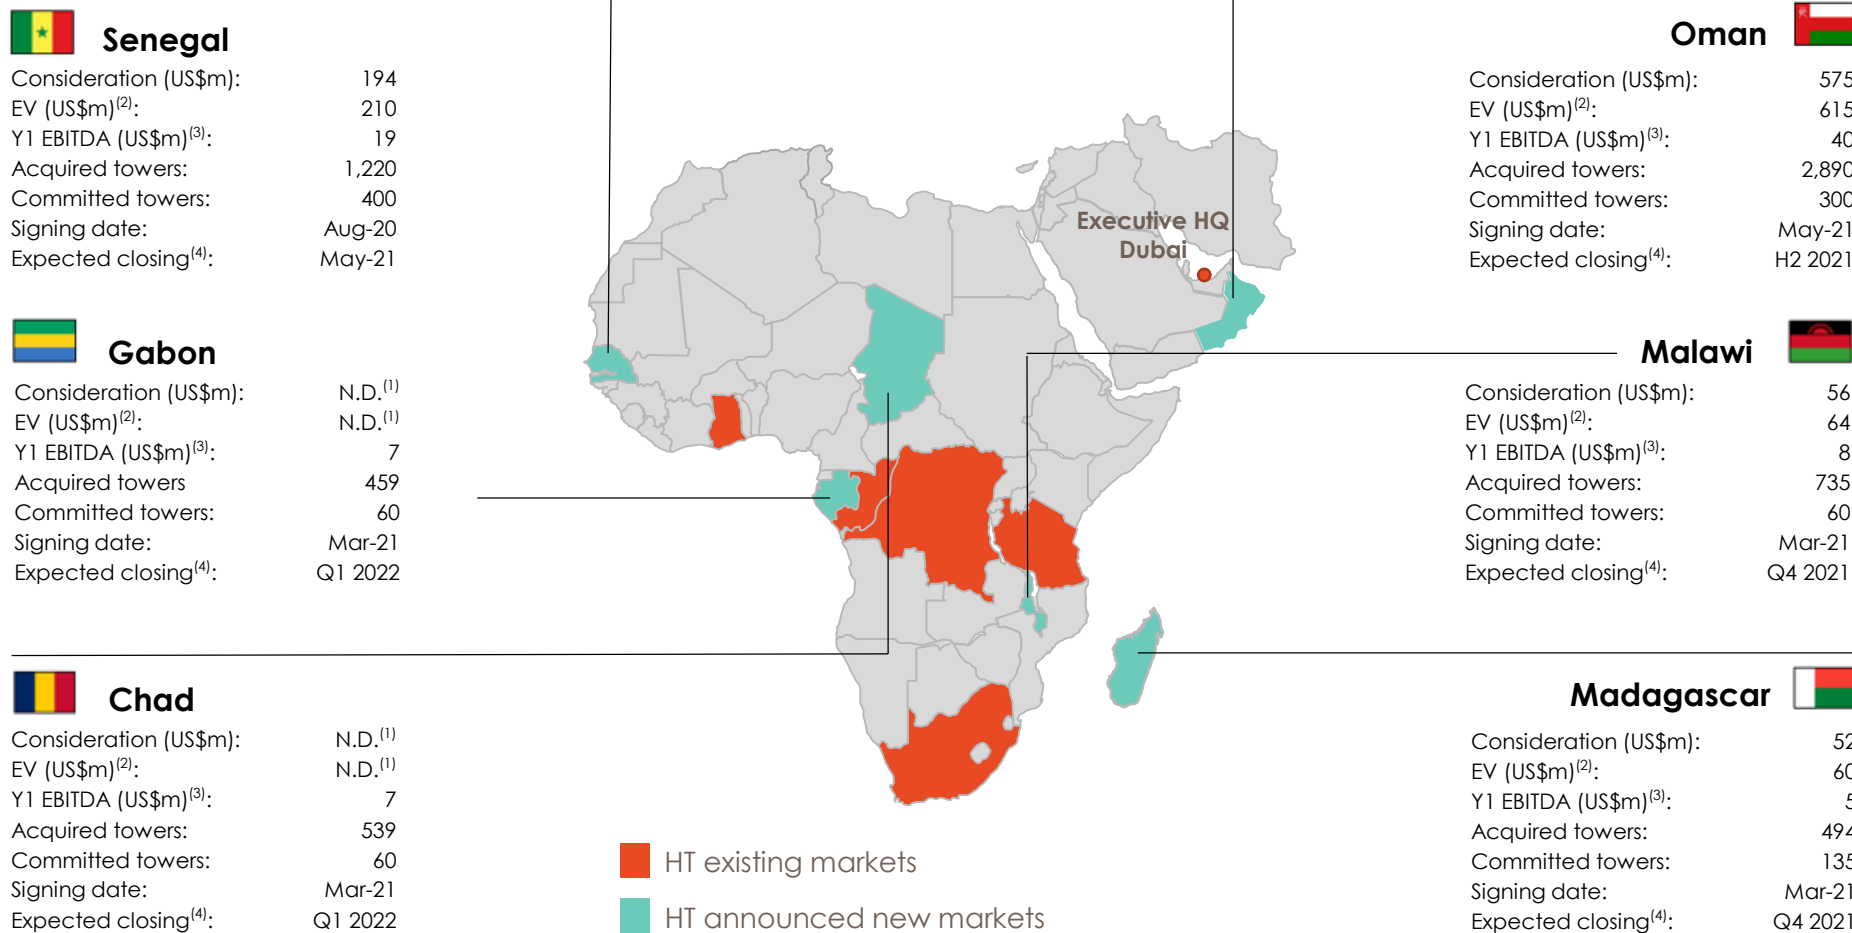 Senegal
Consideration (US$m): 194
EV (US$m)(2): 210
Y1 EBITDA (US$m)(3): 19
Acquired towers: 1,220
Committed towers: 400
Signing date: Aug-20
Expected closing(4): May-21
Gabon
Consideration (US$m): N.D.(1)
EV (US$m)(2): N.D.(1)
Y1 EBITDA (US$m)(3): 7
Acquired towers 459
Committed towers: 60
Signing date: Mar-21
Expected closing(4): Q1 2022
Chad
Consideration (US$m): N.D.(1)
EV (US$m)(2): N.D.(1)
Y1 EBITDA (US$m)(3): 7
Acquired towers: 539
Committed towers: 60
Signing date: Mar-21
Expected closing(4): Q1 2022
Executive HQ
Dubai
HT existing markets
HT announced new markets
Oman
Consideration (US$m): 575
EV (US$m)(2): 615
Y1 EBITDA (US$m)(3): 40
Acquired towers: 2,890
Committed towers: 300
Signing date: May-21
Expected closing(4): H2 2021
Malawi
Consideration (US$m): 56
EV (US$m)(2): 64
Y1 EBITDA (US$m)(3): 8
Acquired towers: 735
Committed towers: 60
Signing date: Mar-21
Expected closing(4): Q4 2021
Madagascar
Consideration (US$m): 52
EV (US$m)(2): 60
Y1 EBITDA (US$m)(3): 5
Acquired towers: 494
Committed towers: 135
Signing date: Mar-21
Expected closing(4): Q4 2021